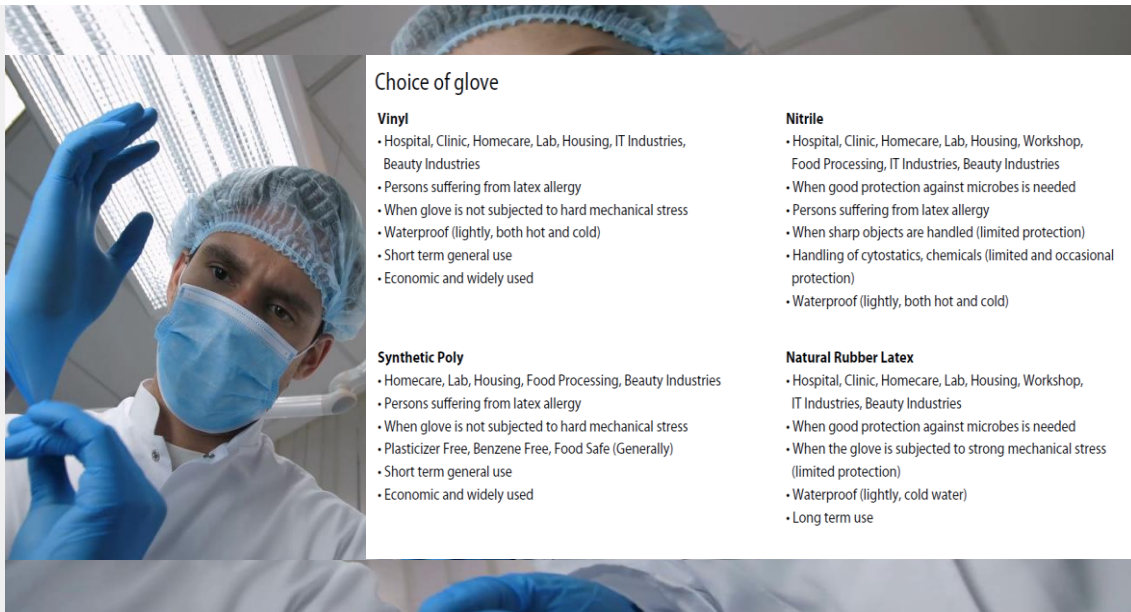 Choice of glove
Vinyl
• Hospital, Clinic, Homecare, Lab, Housing, IT Industries,
Beauty Industries
• Persons suffering from latex allergy
• When glove is not subjected to hard mechanical stress
• Waterproof (lightly, both hot and cold)
• Short term general use
• Economic and widely used
Nitrile
• Hospital, Clinic, Homecare, Lab, Housing, Workshop,
Food Processing, IT Industries, Beauty Industries
• When good protection against microbes is needed
• Persons suffering from latex allergy
• When sharp objects are handled (limited protection)
• Handling of cytostatics, chemicals (limited and occasional
protection)
• Waterproof (lightly, both hot and cold)
Synthetic Poly
• Homecare, Lab, Housing, Food Processing, Beauty Industries
• Persons suffering from latex allergy
• When glove is not subjected to hard mechanical stress
• Plasticizer Free, Benzene Free, Food Safe (Generally)
• Short term general use
• Economic and widely used
Natural Rubber Latex
• Hospital, Clinic, Homecare, Lab, Housing, Workshop,
IT Industries, Beauty Industries
• When good protection against microbes is needed
• When the glove is subjected to strong mechanical stress
(limited protection)
• Waterproof (lightly, cold water)
• Long term use